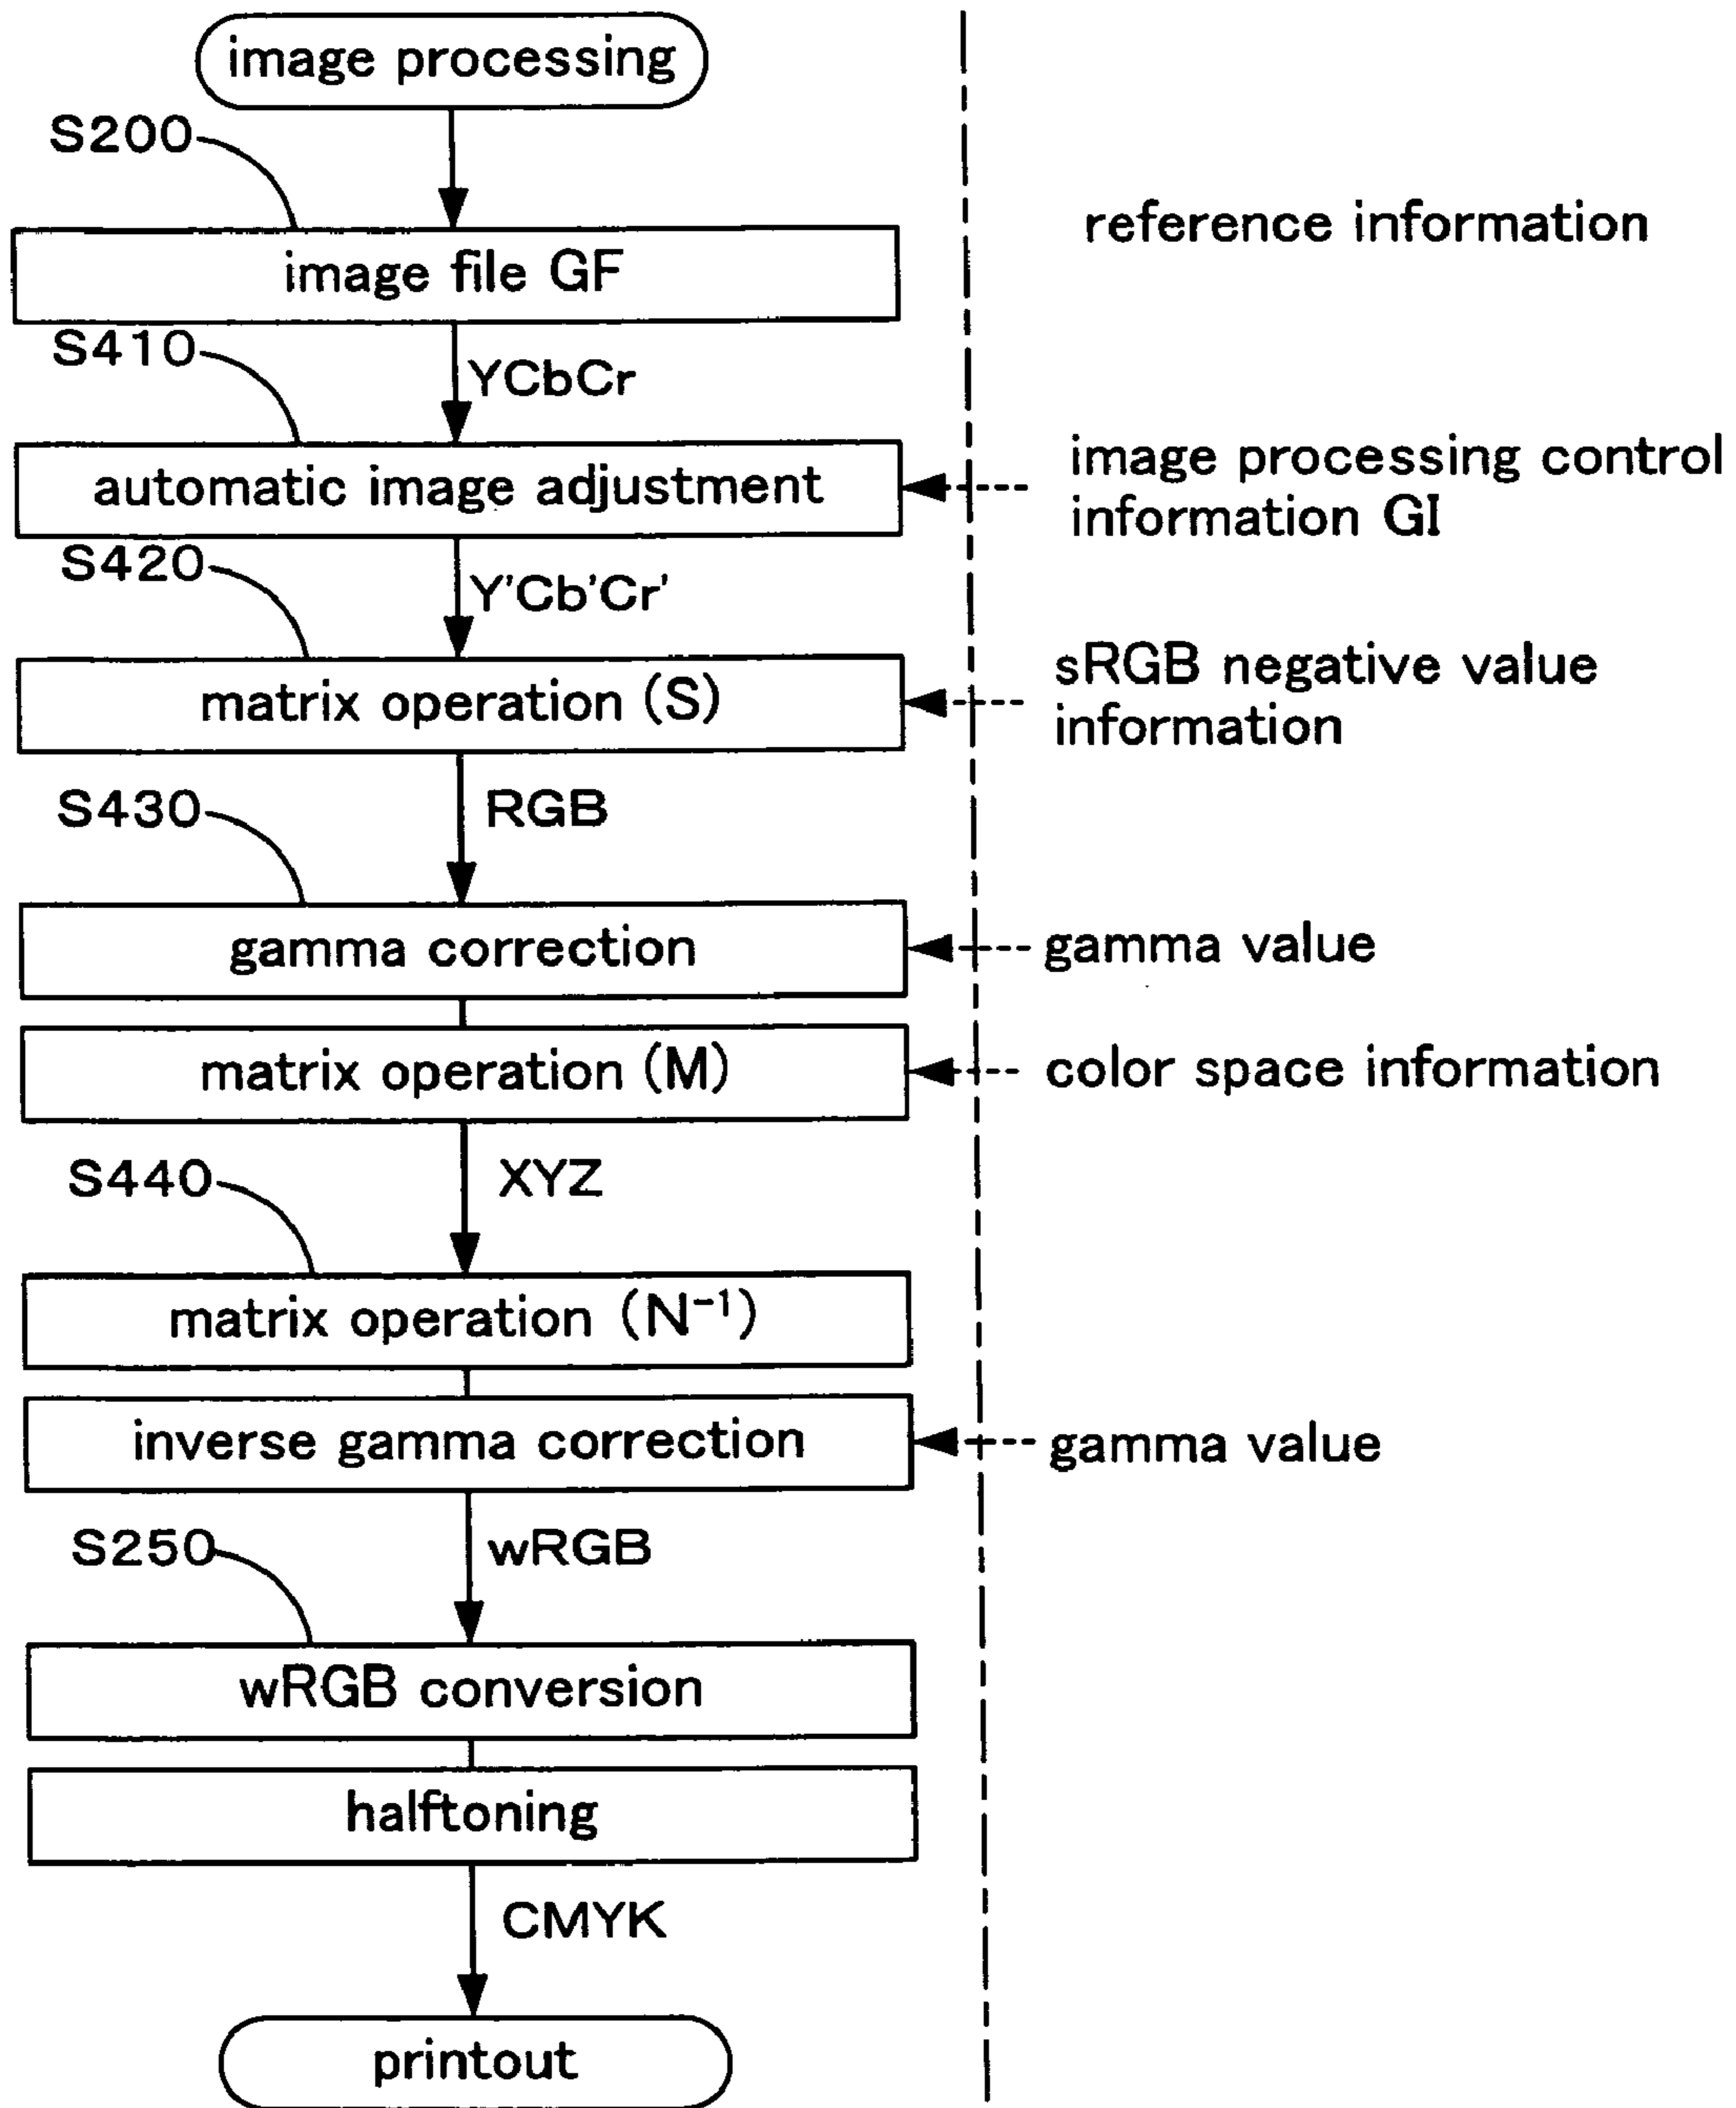 image processing
S200
reference information
image file GF
S410
YCbCr
automatic image adjustment
image processing control
information GI
S420
Y'Cb'Cr'
matrix operation (S)
sRGB negative value
information
S430
RGB
gamma correction
gamma value
matrix operation (M)
color space information
S440
XYZ
matrix operation (N⁻¹)
inverse gamma correction
gamma value
S250
wRGB
wRGB conversion
halftoning
CMYK
printout